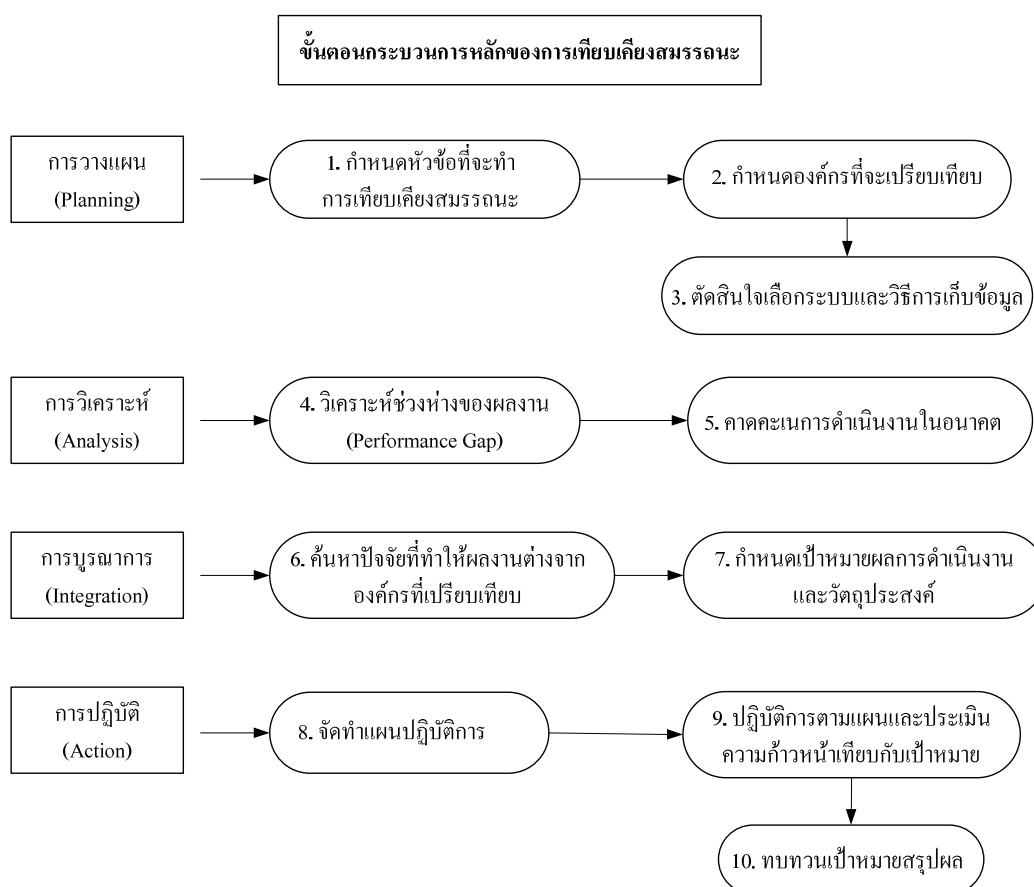 ขั้นตอนกระบวนการหลักของการเทียบเคียงสมรรถนะ
การวางแผน
(Planning)
1. กำหนดหัวข้อที่จะทำ
การเทียบเคียงสมรรถนะ
2. กำหนดองค์กรที่จะเปรียบเทียบ
3. ตัดสินใจเลือกระบบและวิธีการเก็บข้อมูล
การวิเคราะห์
(Analysis)
4. วิเคราะห์ช่วงห่างของผลงาน
(Performance Gap)
5. คาดคะเนการดำเนินงานในอนาคต
การบูรณาการ
(Integration)
6. ค้นหาปัจจัยที่ทำให้ผลงานต่างจาก
องค์กรที่เปรียบเทียบ
7. กำหนดเป้าหมายผลการดำเนินงาน
และวัตถุประสงค์
การปฏิบัติ
(Action)
8. จัดทำแผนปฏิบัติการ
9. ปฏิบัติการตามแผนและประเมิน
ความก้าวหน้าเทียบกับเป้าหมาย
10. ทบทวนเป้าหมายสรุปผล